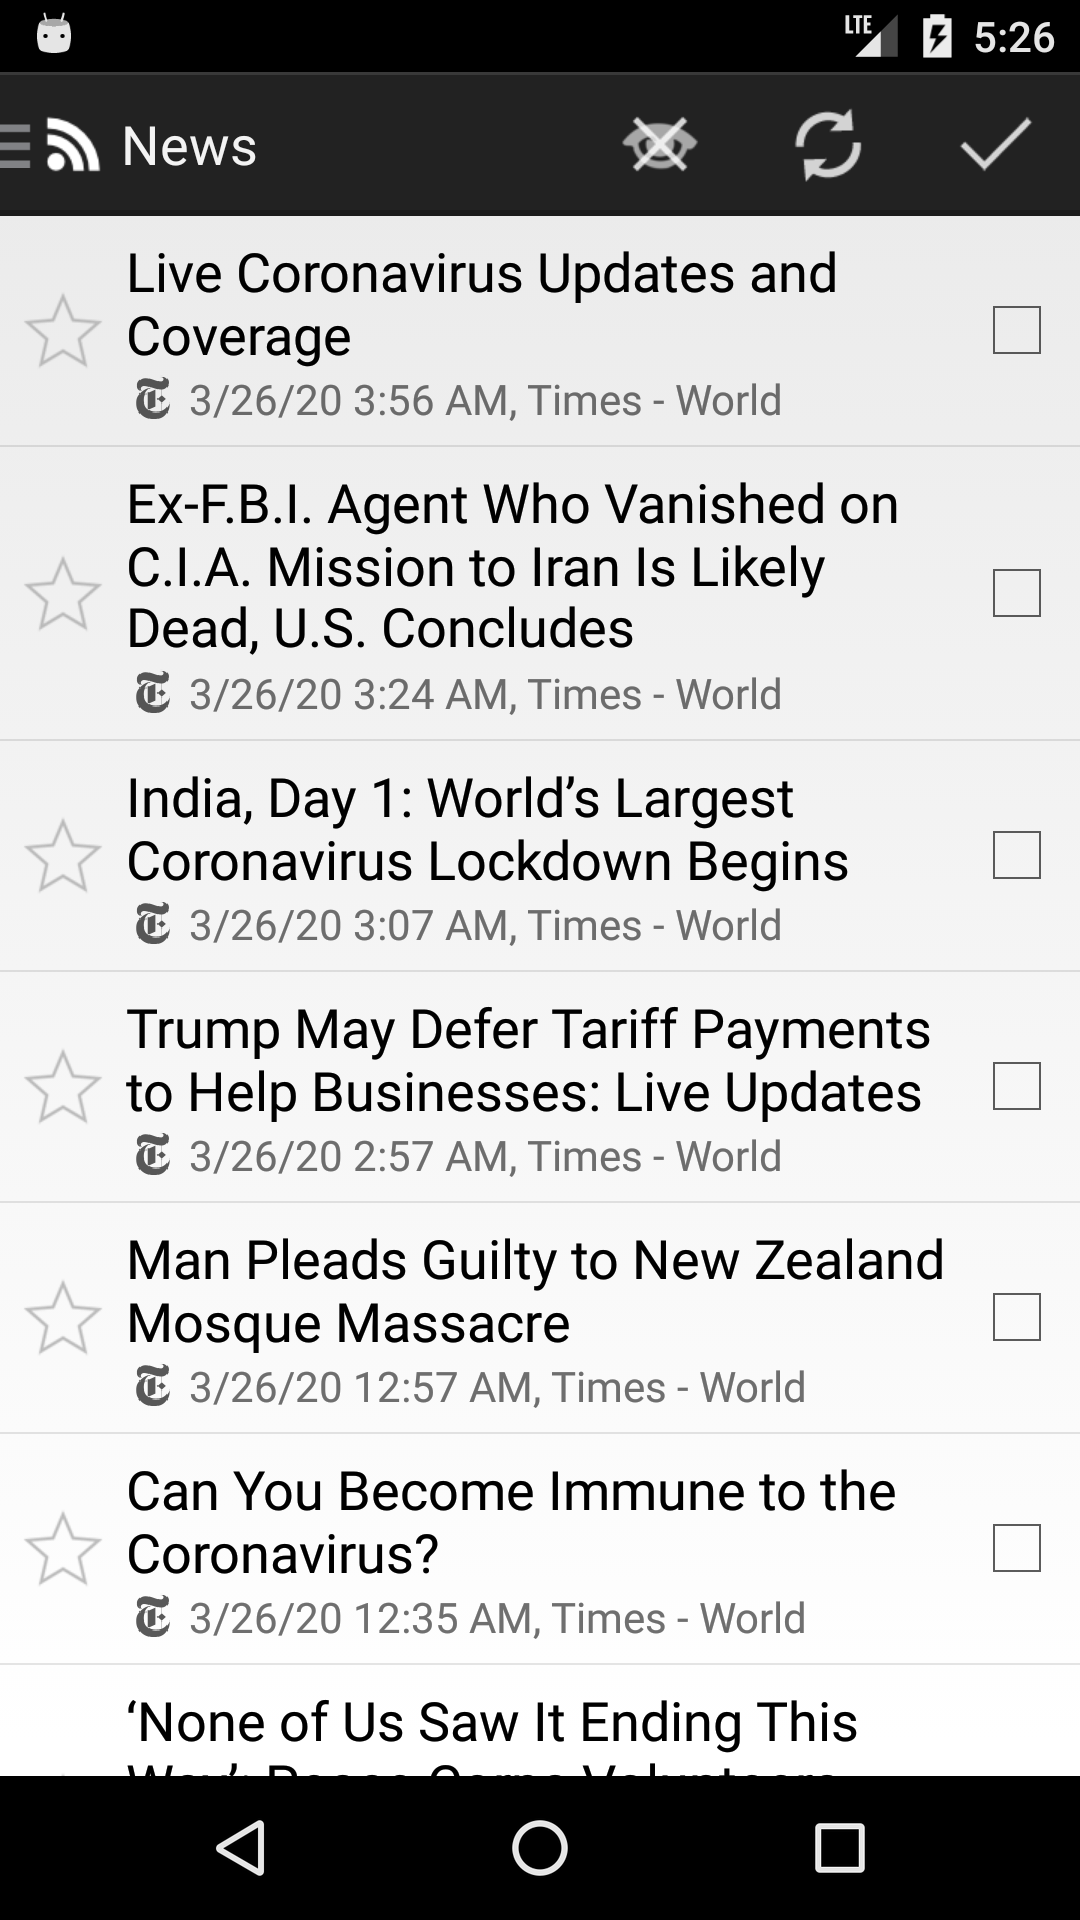 LTE 5:26
News
Live Coronavirus Updates and
Coverage
3/26/20 3:56 AM, Times - World
Ex-F.B.I. Agent Who Vanished on
C.I.A. Mission to Iran Is Likely
Dead, U.S. Concludes
3/26/20 3:24 AM, Times - World
India, Day 1: World’s Largest
Coronavirus Lockdown Begins
3/26/20 3:07 AM, Times - World
Trump May Defer Tariff Payments
to Help Businesses: Live Updates
3/26/20 2:57 AM, Times - World
Man Pleads Guilty to New Zealand
Mosque Massacre
3/26/20 12:57 AM, Times - World
Can You Become Immune to the
Coronavirus?
3/26/20 12:35 AM, Times - World
‘None of Us Saw It Ending This
Way’: Peace Corps Volunteers